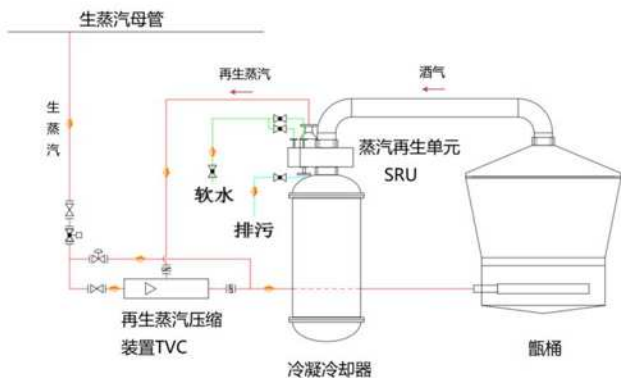 生蒸汽母管
再生蒸汽
酒气
生蒸汽
蒸汽再生单元
SRU
软水
排污
再生蒸汽压缩
装置TVC
冷凝冷却器
甑桶